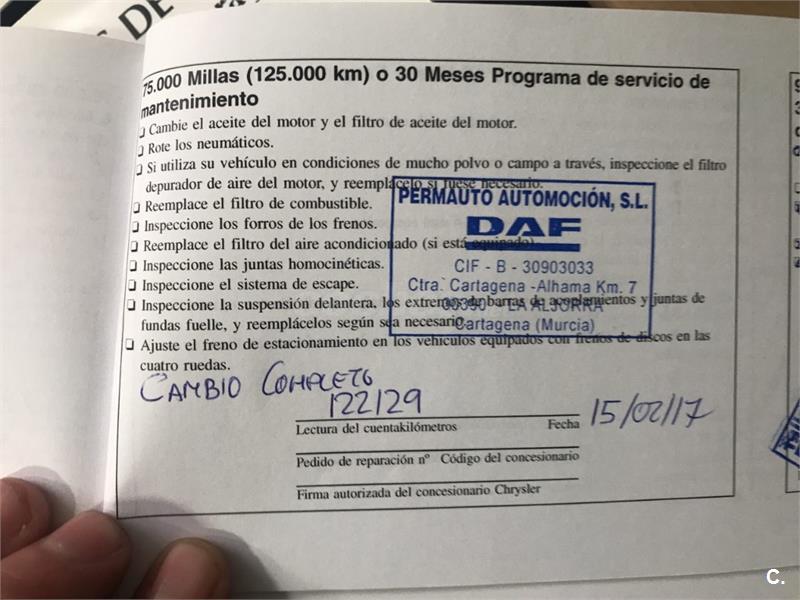 DE
75.000 Millas (125.000 km) o 30 Meses Programa de servicio de
mantenimiento
❏ Cambie el aceite del motor y el filtro de aceite del motor.
❏ Rote los neumáticos.
❏ Si utiliza su vehículo en condiciones de mucho polvo o campo a través, inspeccione el filtro
depurador de aire del motor, y reemplácelo si fuese necesario.
❏ Reemplace el filtro de combustible.
❏ Inspeccione los forros de los frenos.
❏ Reemplace el filtro del aire acondicionado (si está equipado).
❏ Inspeccione las juntas homocinéticas.
❏ Inspeccione el sistema de escape.
❏ Inspeccione la suspensión delantera, los extremos de barras de acoplamientos y juntas de
fundas fuelle, y reemplácelos según sea necesario.
❏ Ajuste el freno de estacionamiento en los vehículos equipados con frenos de discos en las
cuatro ruedas.
PERMAUTO AUTOMOCIÓN, S.L.
DAF
CIF - B - 30903033
Ctra. Cartagena -Alhama Km. 7
30390 - LA ALJORRA
Cartagena (Murcia)
CAMBIO COMPLETO
122129
15/02/17
Lectura del cuentakilómetros Fecha
Pedido de reparación nº Código del concesionario
Firma autorizada del concesionario Chrysler
C.